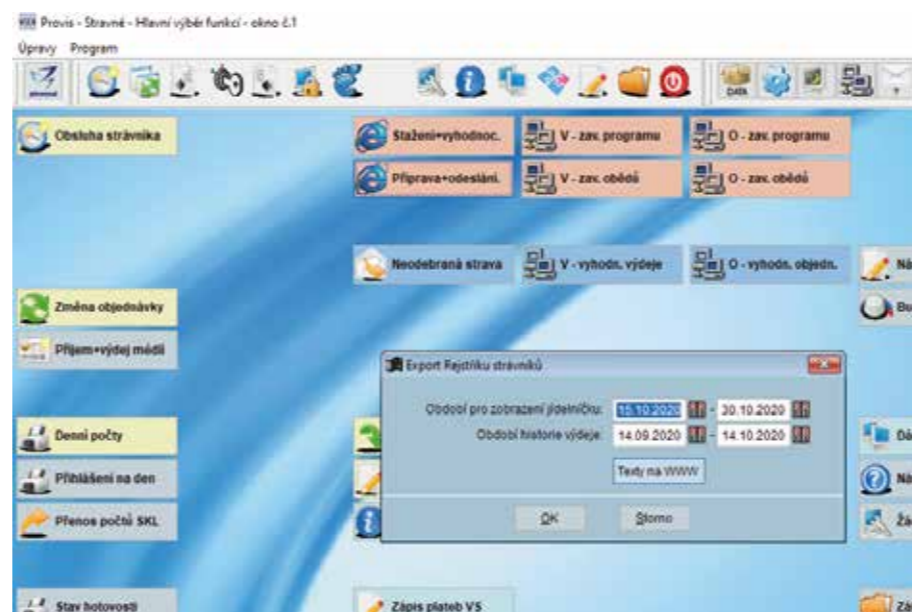 Provis - Stravné - Hlavní výběr funkcí - okno č.1
Úpravy Program
DATA
Obsluha strávníka
Stažení+vyhodnoc.
V - zav. programu
O - zav. programu
Příprava+odeslání.
V - zav. obědů
O - zav. obědů
Neodebraná strava
V - vyhodn. výdeje
O - vyhodn. objedn.
Změna objednávky
Příjem+výdej médií
Export Rejstříku strávníků
Období pro zobrazení jídelníčku: 15.10.2020 - 30.10.2020
Období historie výdeje: 14.09.2020 - 14.10.2020
Texty na WWW
OK Storno
Denní počty
Přihlášení na den
Přenos počtů SKL
Stav hotovosti
Zápis plateb VS